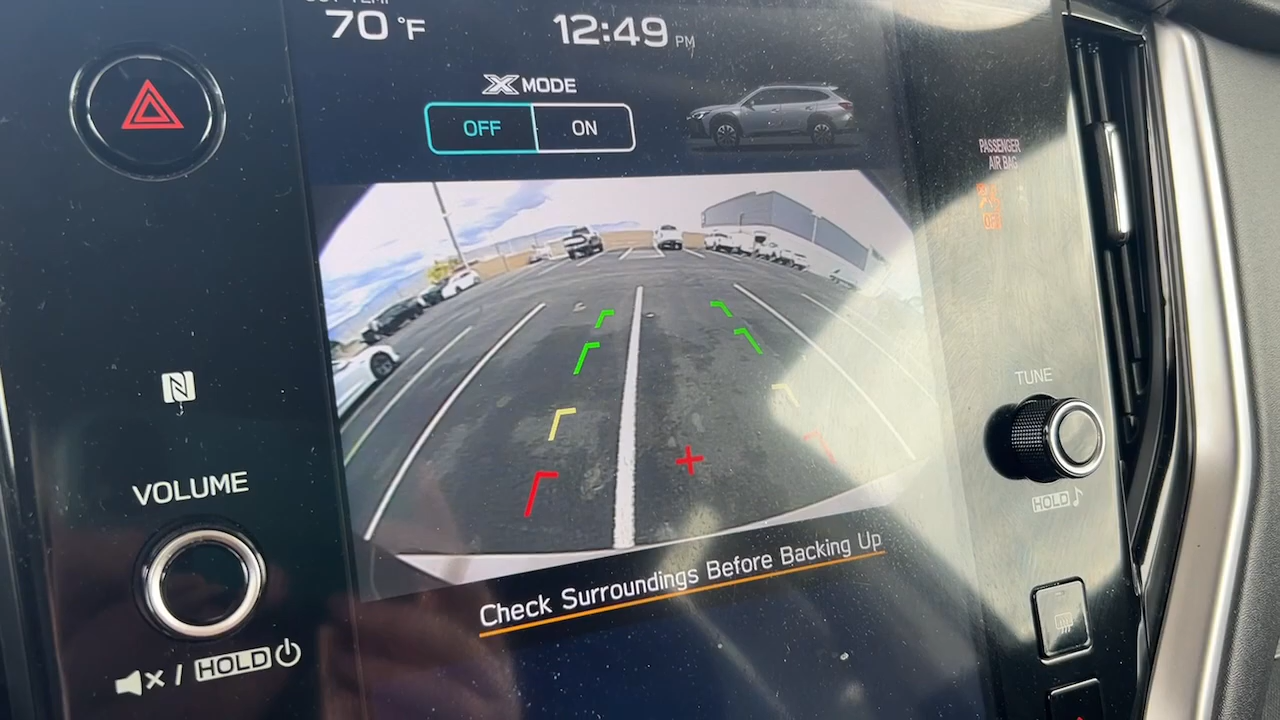 70 °F
12:49 PM
X MODE
OFF ON
PASSENGER
AIR BAG
OFF
N
TUNE
VOLUME
HOLD
HOLD
Check Surroundings Before Backing Up